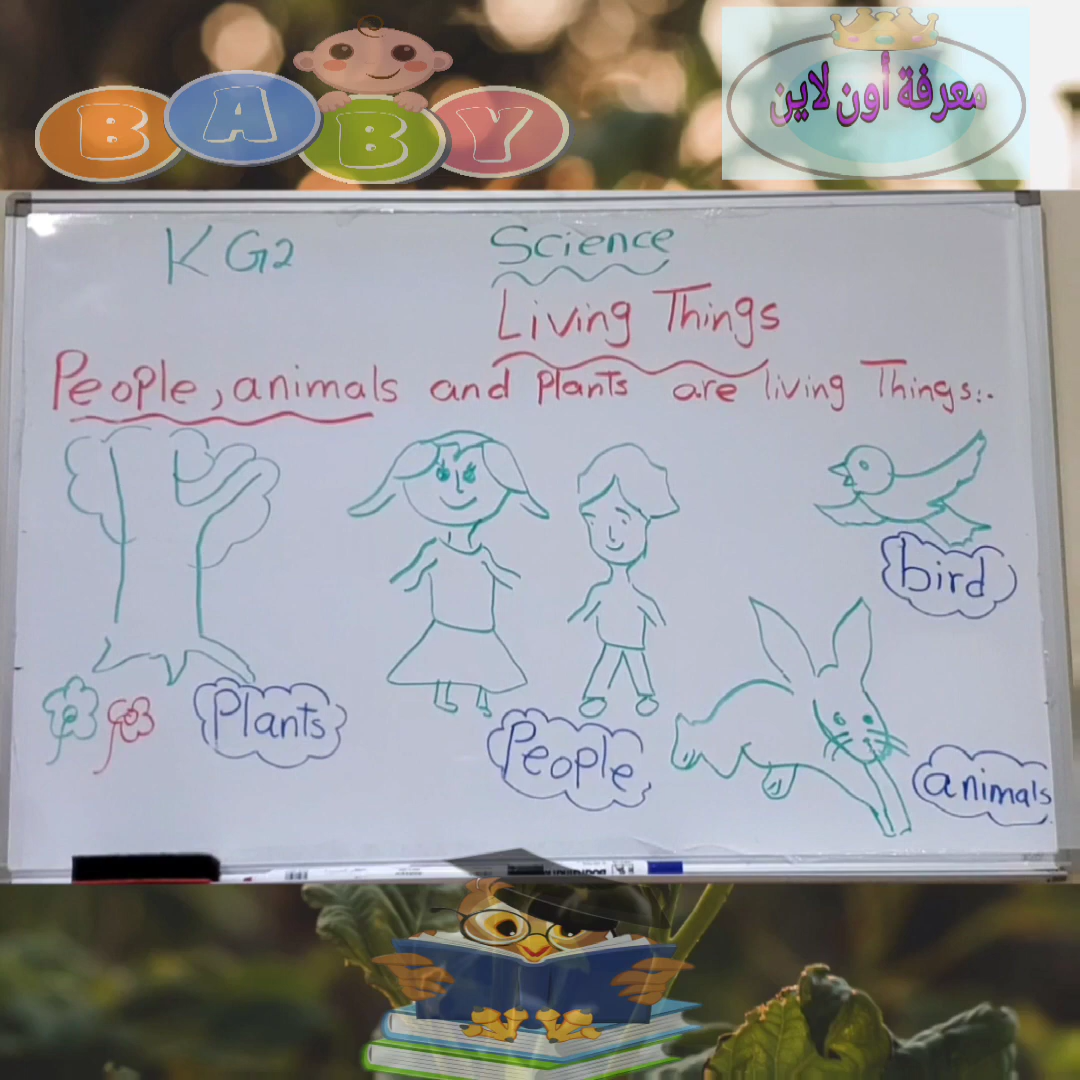 BABY
معرفة أون لاين
KG2
Science
Living Things
People, animals and plants are living Things:.
bird
Plants
People
animals